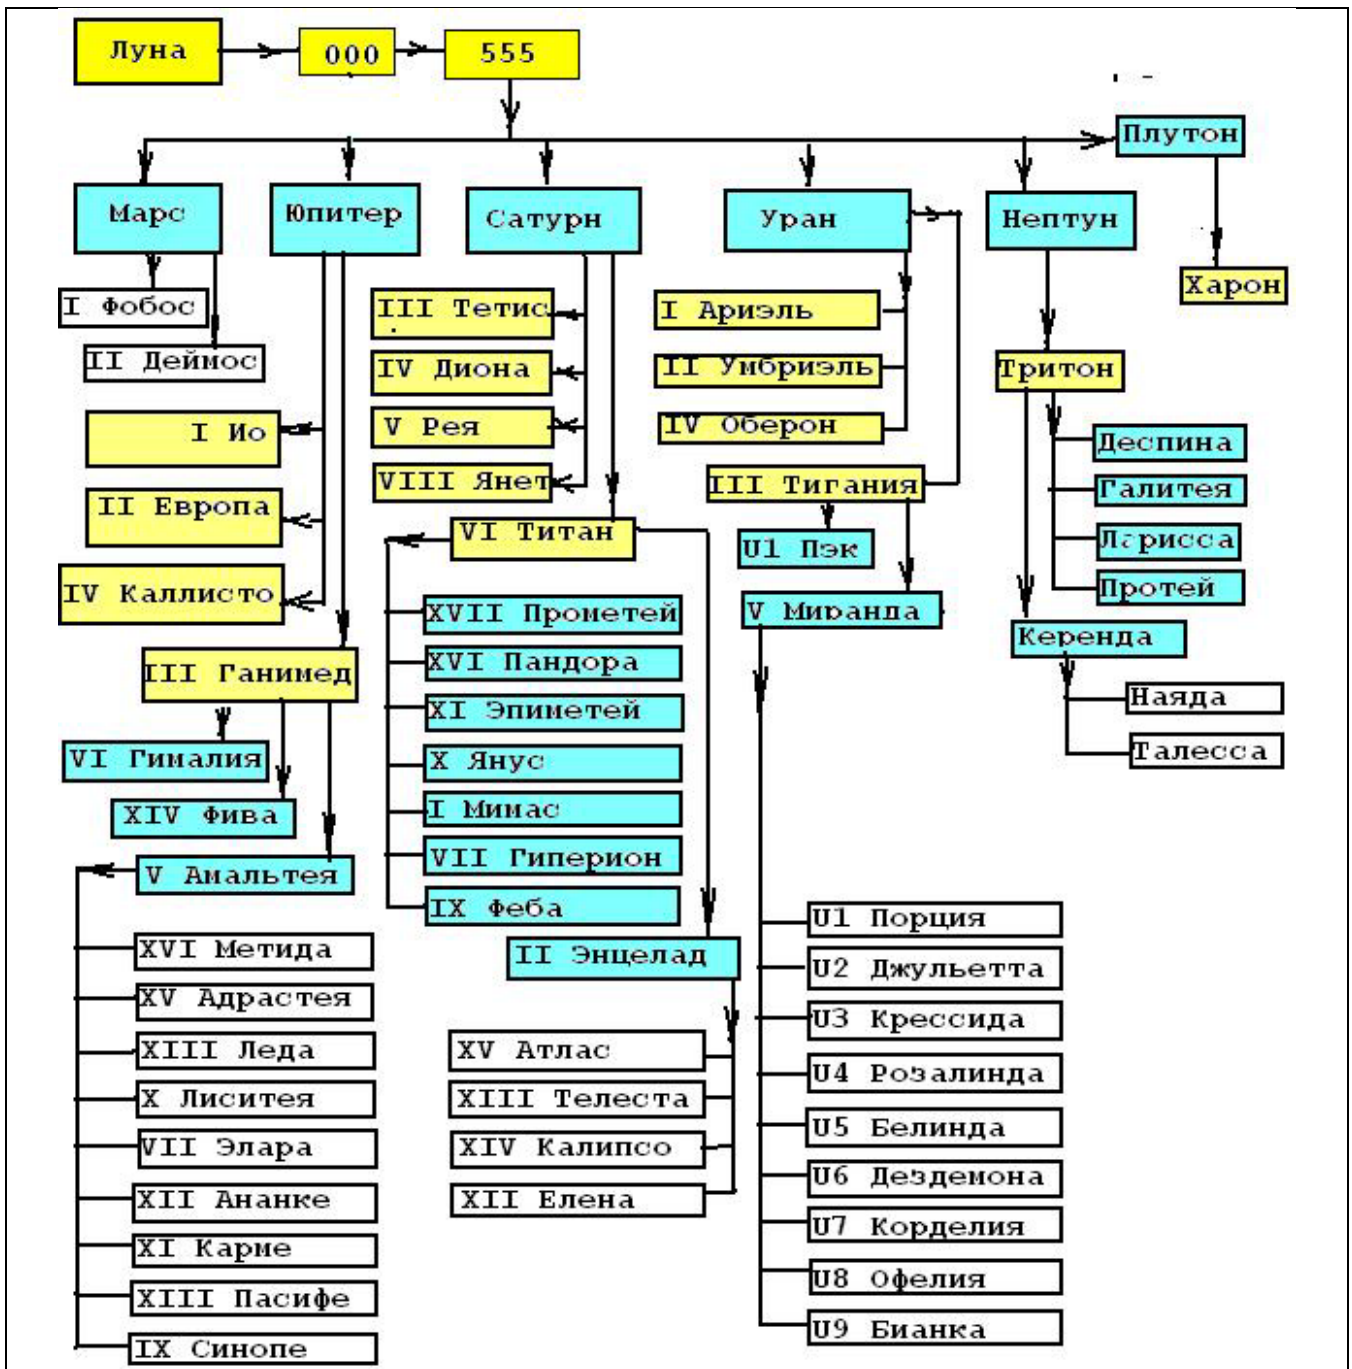 Луна
000
555
Плутон
Марс
Юпитер
Сатурн
Уран
Нептун
Харон
I Фобос
II Деймос
III Тетис
IV Диона
V Рея
VIII Янет
I Ариэль
II Умбриэль
IV Оберон
III Тигания
Тритон
I Ио
II Европа
IV Каллисто
VI Титан
U1 Пэк
V Миранда
Деспина
Галитея
Ларисса
Протей
Керенда
Наяда
Талесса
III Ганимед
VI Гималия
XIV Фива
V Амальтея
XVII Прометей
XVI Пандора
XI Эпиметей
X Янус
I Мимас
VII Гиперион
IX Феба
II Энцелад
XVI Метида
XV Адрастея
XIII Леда
X Лиситея
VII Элара
XII Ананке
XI Карме
XIII Пасифе
IX Синопе
XV Атлас
XIII Телеста
XIV Калипсо
XII Елена
U1 Порция
U2 Джульетта
U3 Крессида
U4 Розалинда
U5 Белинда
U6 Дездемона
U7 Корделия
U8 Офелия
U9 Бианка